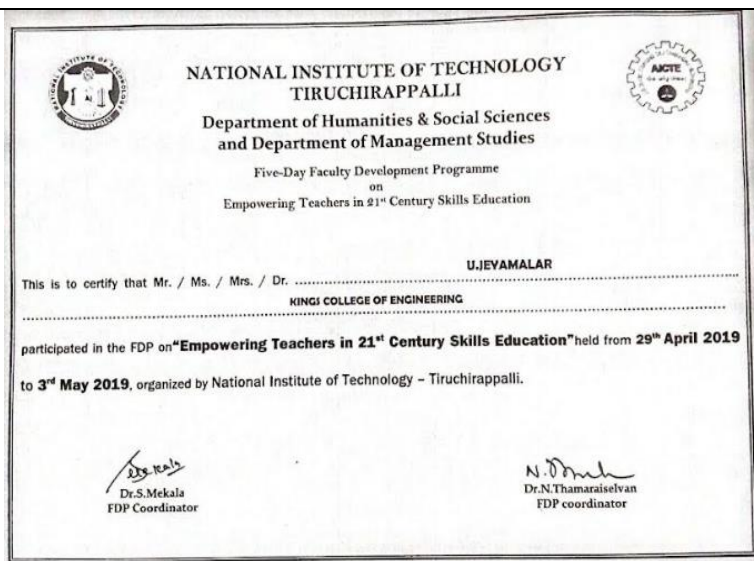 NATIONAL INSTITUTE OF TECHNOLOGY
TIRUCHIRAPPALLI
AICTE
Department of Humanities & Social Sciences
and Department of Management Studies
Five-Day Faculty Development Programme
on
Empowering Teachers in 21st Century Skills Education
U.JEYAMALAR
This is to certify that Mr. / Ms. / Mrs. / Dr. ........................................
KINGS COLLEGE OF ENGINEERING
participated in the FDP on"Empowering Teachers in 21st Century Skills Education"held from 29th April 2019
to 3rd May 2019, organized by National Institute of Technology – Tiruchirappalli.
Dr.S.Mekala
FDP Coordinator
Dr.N.Thamaraiselvan
FDP coordinator